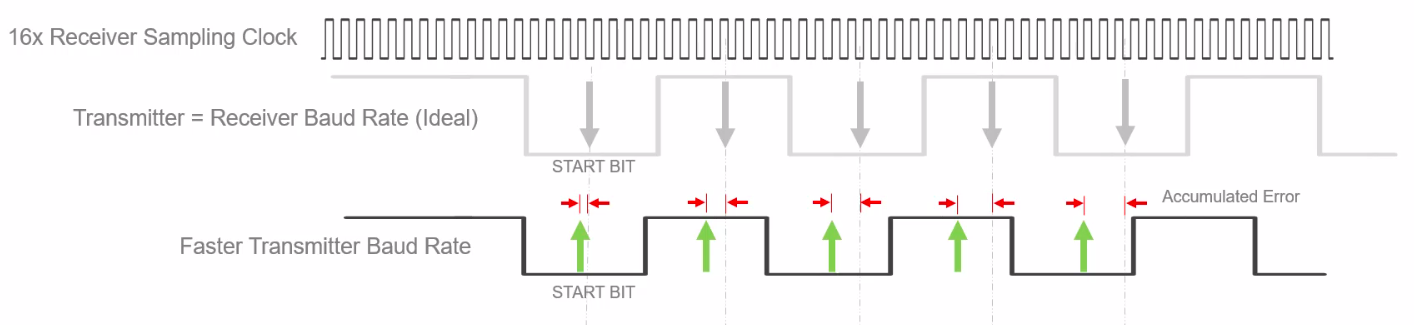 16x Receiver Sampling Clock
Transmitter = Receiver Baud Rate (Ideal)
START BIT
Accumulated Error
Faster Transmitter Baud Rate
START BIT